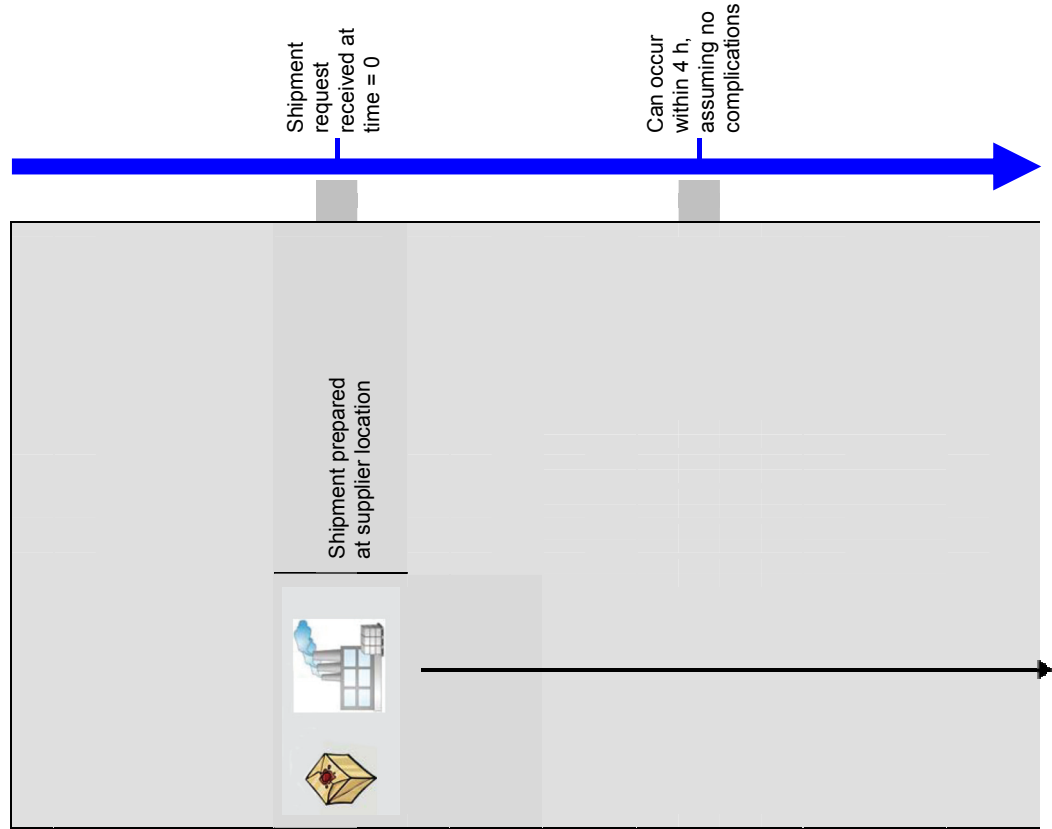 Shipment
request
received at
time = 0
Can occur
within 4 h,
assuming no
complications
Shipment prepared
at supplier location